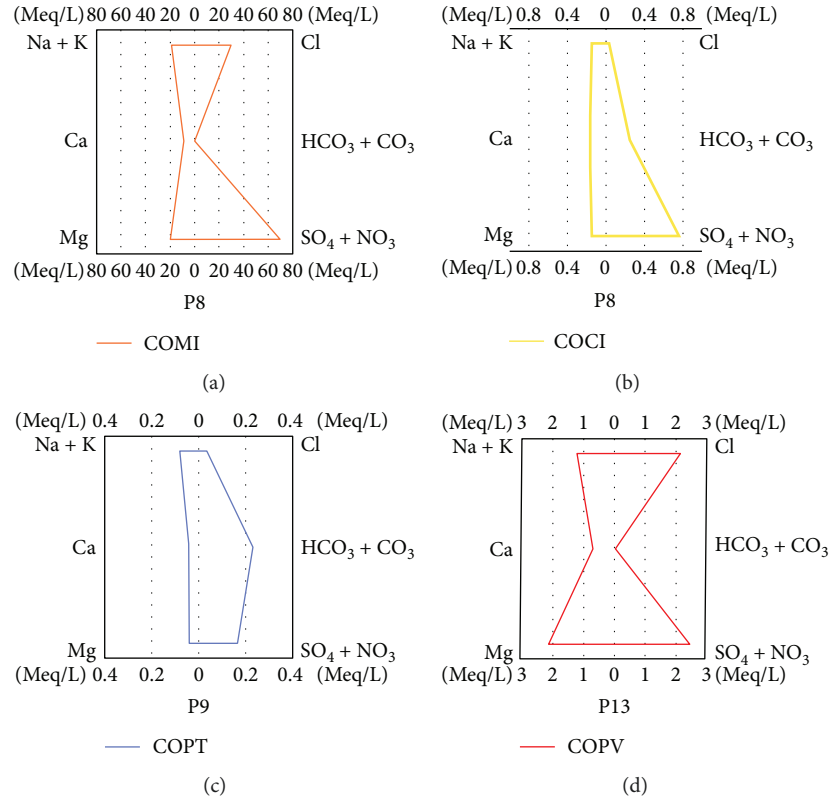 (Meq/L) 80 60 40 20 0 20 40 60 80 (Meq/L)
Na + K Cl
Ca HCO₃ + CO₃
Mg SO₄ + NO₃
(Meq/L) 80 60 40 20 0 20 40 60 80 (Meq/L)
P8
COMI
(a)
(Meq/L) 0.8 0.4 0 0.4 0.8 (Meq/L)
Na + K Cl
Ca HCO₃ + CO₃
Mg SO₄ + NO₃
(Meq/L) 0.8 0.4 0 0.4 0.8 (Meq/L)
P8
COCI
(b)
(Meq/L) 0.4 0.2 0 0.2 0.4 (Meq/L)
Na + K Cl
Ca HCO₃ + CO₃
Mg SO₄ + NO₃
(Meq/L) 0.4 0.2 0 0.2 0.4 (Meq/L)
P9
COPT
(c)
(Meq/L) 3 2 1 0 1 2 3 (Meq/L)
Na + K Cl
Ca HCO₃ + CO₃
Mg SO₄ + NO₃
(Meq/L) 3 2 1 0 1 2 3 (Meq/L)
P13
COPV
(d)